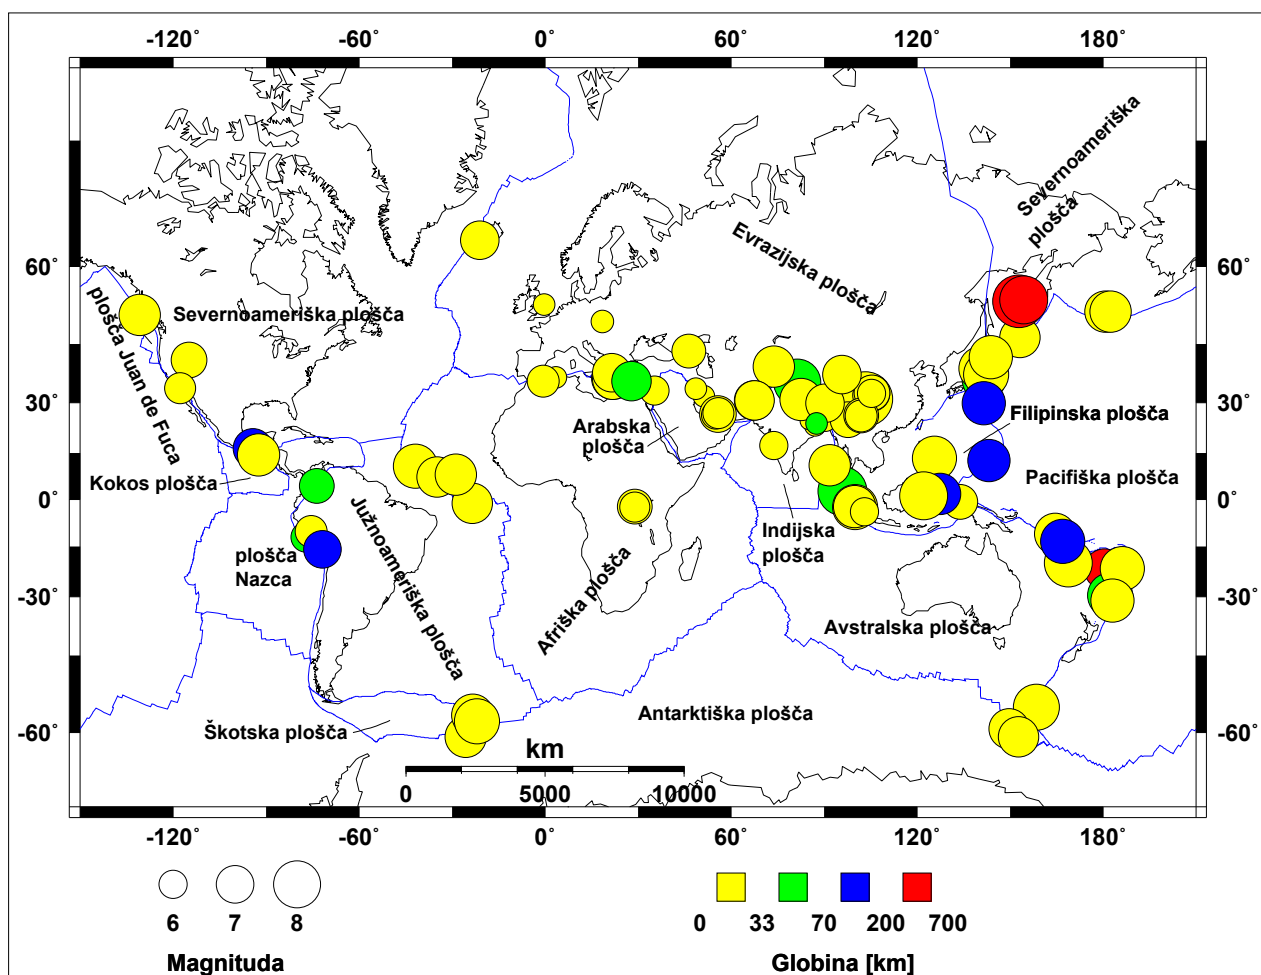 -120° -60° 0° 60° 120° 180°
60° 60°
30° 30°
0° 0°
-30° -30°
-60° -60°
Severnoameriška
plošča
Evrazijska plošča
Severnoameriška plošča
plošča Juan de Fuca
Arabska
plošča
Filipinska plošča
Kokos plošča
Pacifiška plošča
Južnoameriška plošča
Indijska
plošča
plošča
Nazca
Afriška plošča
Avstralska plošča
Škotska plošča
Antarktiška plošča
km
0 5000 10000
-120° -60° 0° 60° 120° 180°
6 7 8
Magnituda
0 33 70 200 700
Globina [km]